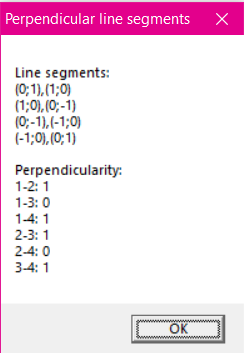 Perpendicular line segments
Line segments:
(0;1),(1;0)
(1;0),(0;-1)
(0;-1),(-1;0)
(-1;0),(0;1)
Perpendicularity:
1-2: 1
1-3: 0
1-4: 1
2-3: 1
2-4: 0
3-4: 1
OK